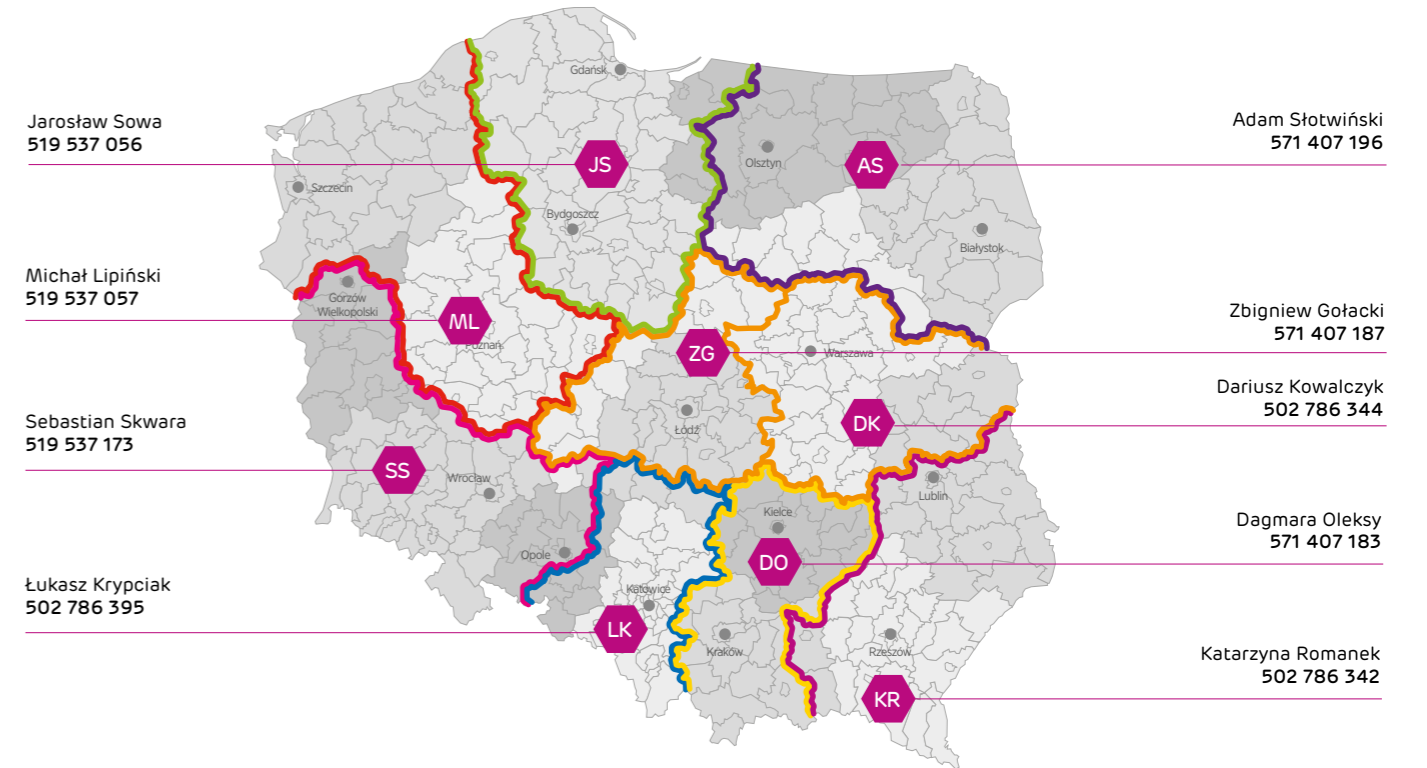 Jarosław Sowa
519 537 056
Michał Lipiński
519 537 057
Sebastian Skwara
519 537 173
Łukasz Krypciak
502 786 395
Gdańsk
JS
Olsztyn
AS
Szczecin
Bydgoszcz
Białystok
Gorzów
Wielkopolski
ML
Poznań
ZG
Warszawa
Łódź
DK
SS
Wrocław
Lublin
Kielce
Opole
DO
Katowice
LK
Kraków
Rzeszów
KR
Adam Słotwiński
571 407 196
Zbigniew Gołacki
571 407 187
Dariusz Kowalczyk
502 786 344
Dagmara Oleksy
571 407 183
Katarzyna Romanek
502 786 342